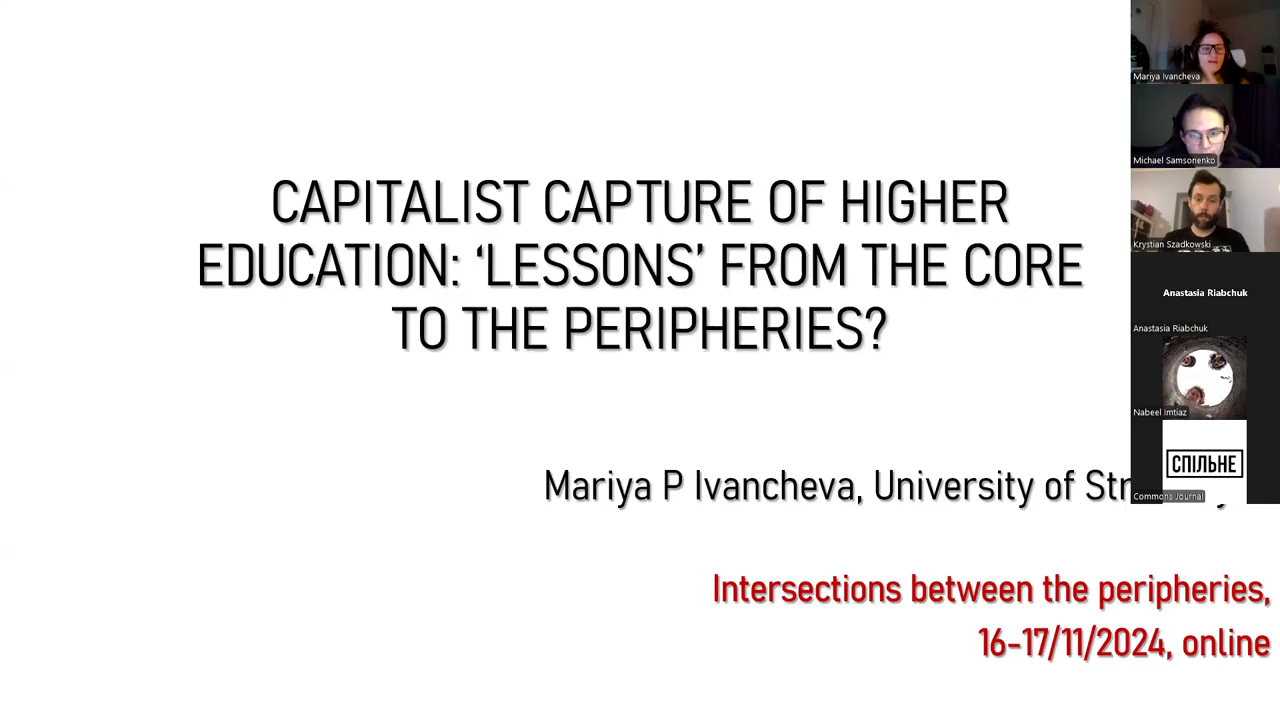 CAPITALIST CAPTURE OF HIGHER
EDUCATION: ‘LESSONS’ FROM THE CORE
TO THE PERIPHERIES?
Mariya P Ivancheva, University of
Intersections between the peripheries,
16-17/11/2024, online
Mariya Ivancheva
Michael Samsonenko
Krystian Szadkowski
Anastasia Riabchuk
Anastasia Riabchuk
Nabeel Imtiaz
СПІЛЬНЕ
Commons Journal